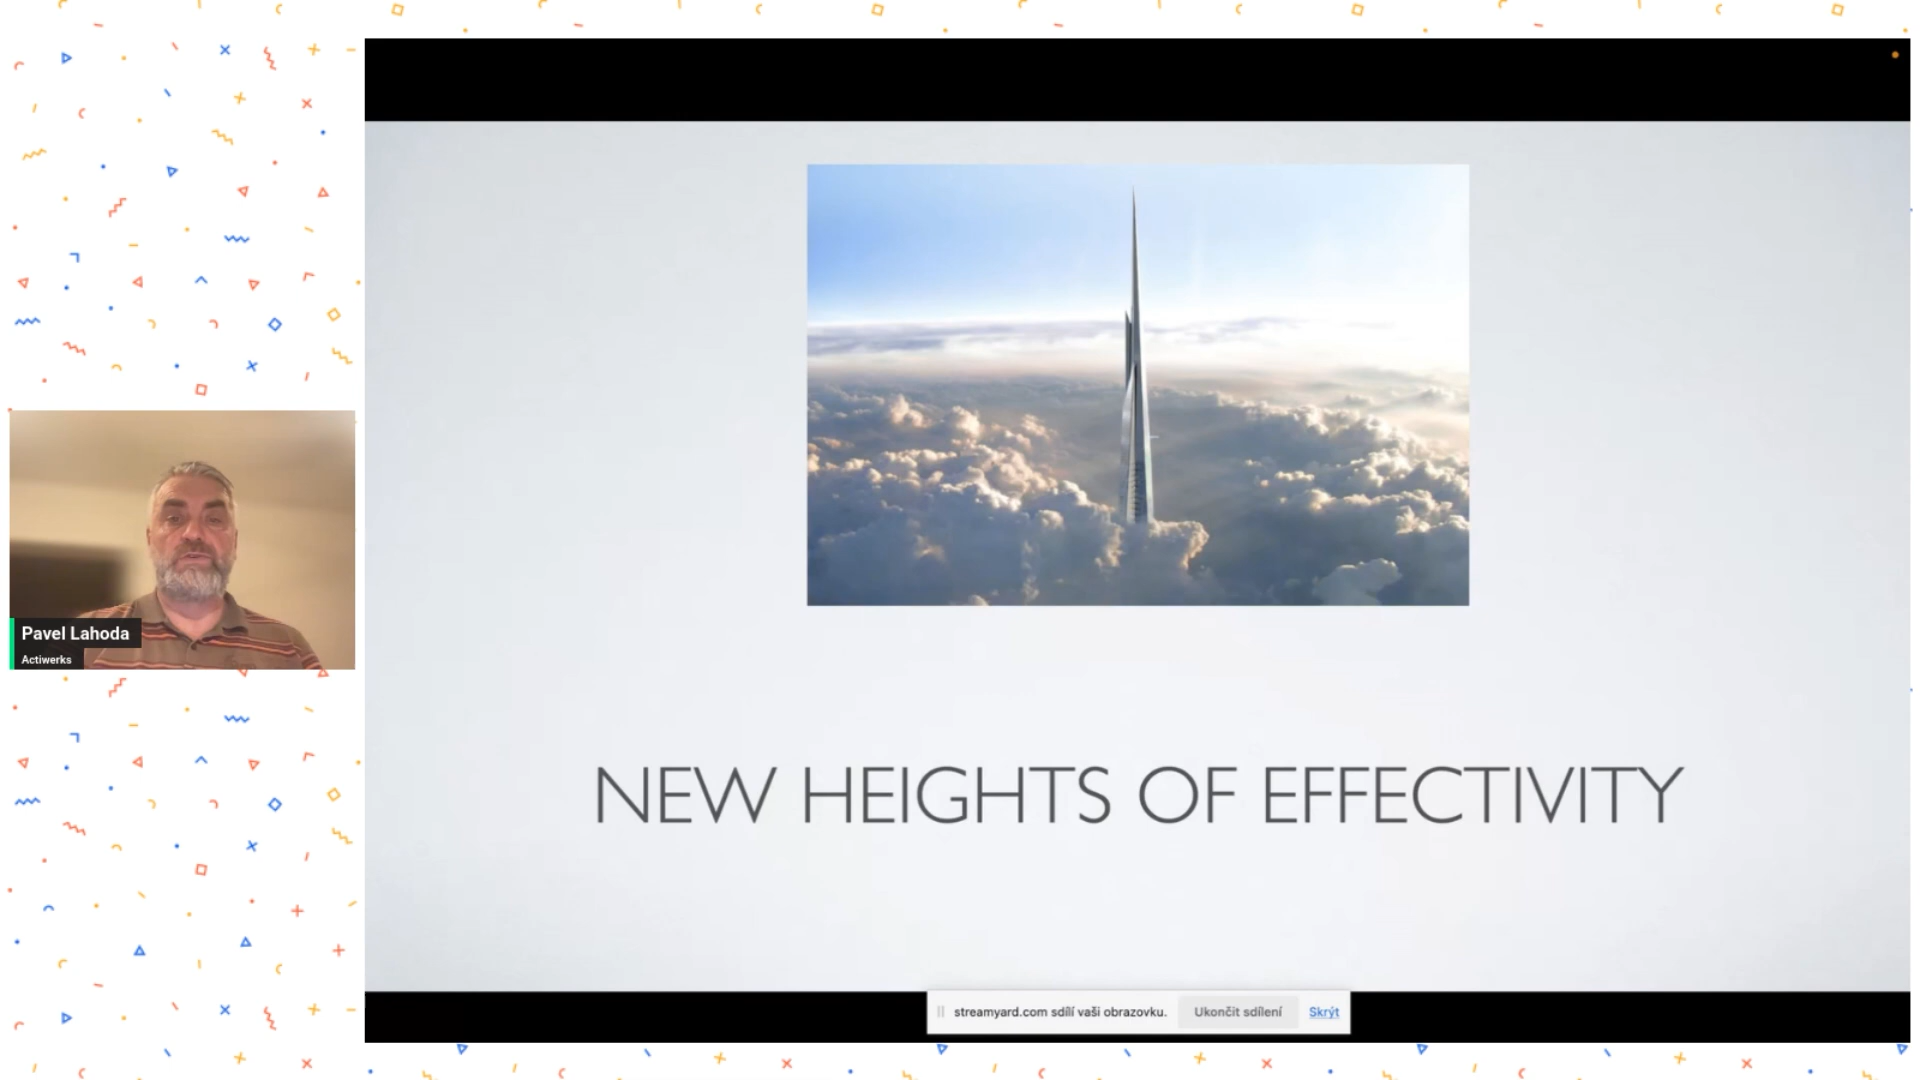 NEW HEIGHTS OF EFFECTIVITY
Pavel Lahoda
Actiwerks
streamyard.com sdílí vaši obrazovku. Ukončit sdílení Skrýt